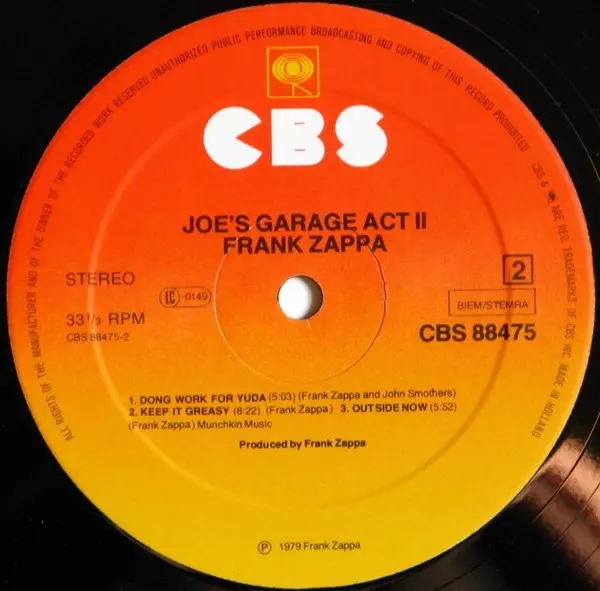 ALL RIGHTS OF THE MANUFACTURER AND OF THE OWNER OF THE RECORDED WORK RESERVED UNAUTHORIZED PUBLIC PERFORMANCE BROADCASTING AND COPYING OF THIS RECORD PROHIBITED
CBS & ARE REG. TRADEMARKS OF CBS INC. MADE IN HOLLAND
CBS
JOE'S GARAGE ACT II
FRANK ZAPPA
STEREO
LC -0149
2
BIEM/STEMRA
33 1/3 RPM
CBS 88475-2
CBS 88475
1. DONG WORK FOR YUDA (5:03) (Frank Zappa and John Smothers)
2. KEEP IT GREASY (8:22) (Frank Zappa) 3. OUTSIDE NOW (5:52)
(Frank Zappa) Munchkin Music
Produced by Frank Zappa
Ⓟ 1979 Frank Zappa